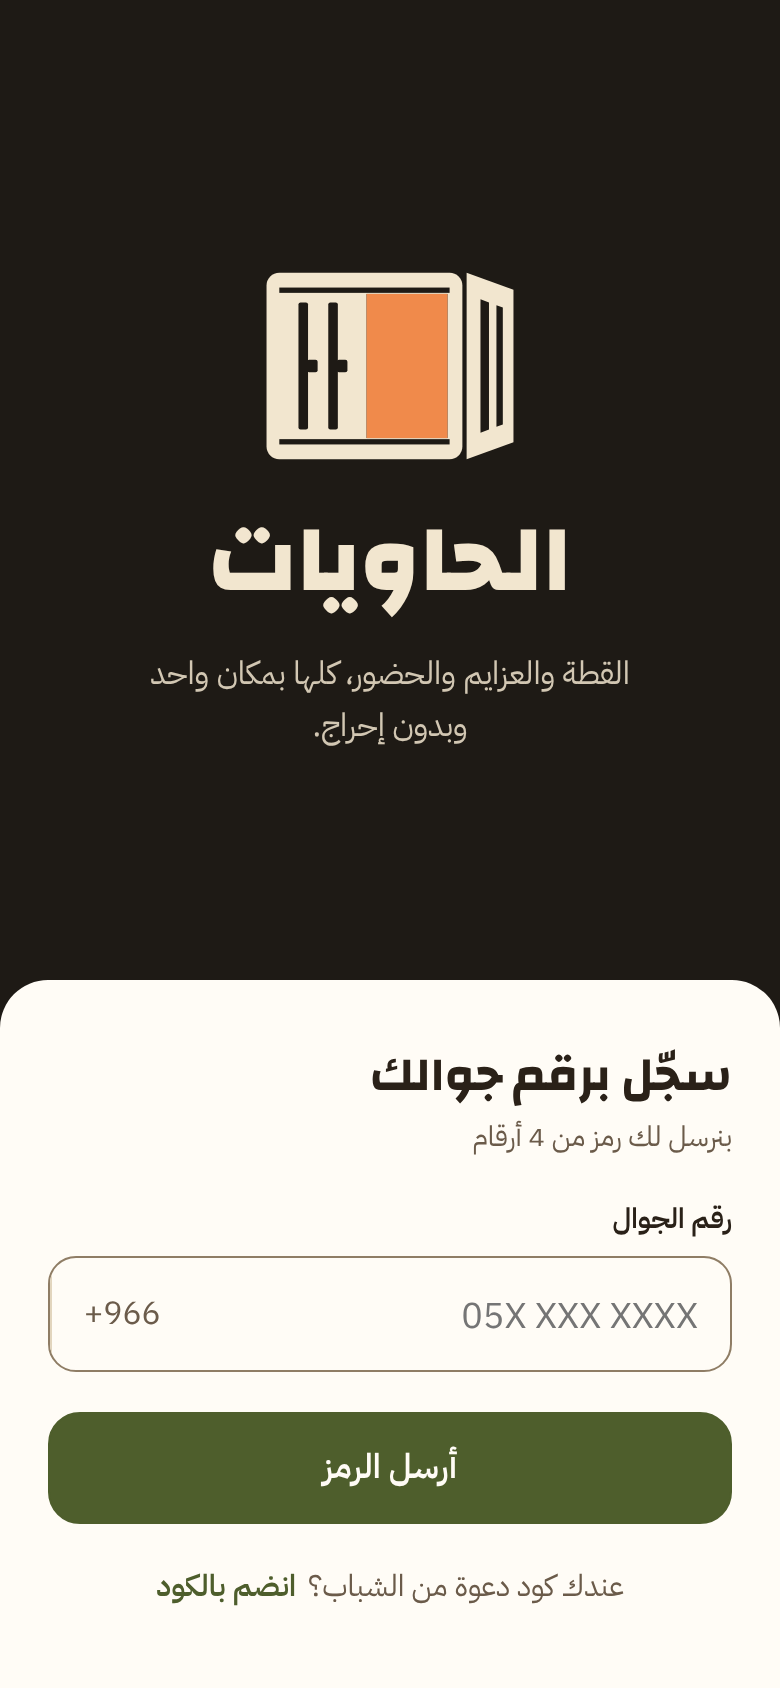 الحاويات
القطة والعزايم والحضور، كلها بمكان واحد
وبدون إحراج.
سجّل برقم جوالك
بنرسل لك رمز من 4 أرقام
رقم الجوال
05X XXX XXXX
+966
أرسل الرمز
عندك كود دعوة من الشباب؟ انضم بالكود